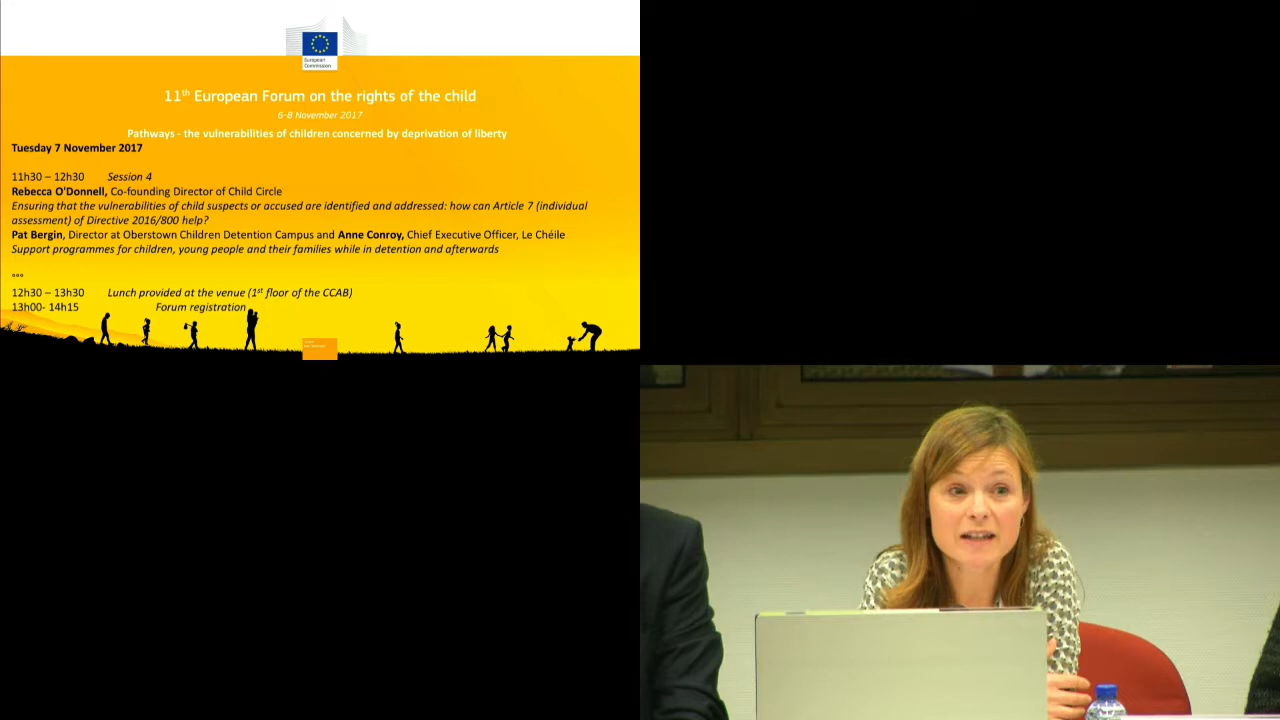 European
Commission
11th European Forum on the rights of the child
6-8 November 2017
Pathways - the vulnerabilities of children concerned by deprivation of liberty
Tuesday 7 November 2017
11h30 – 12h30 Session 4
Rebecca O'Donnell, Co-founding Director of Child Circle
Ensuring that the vulnerabilities of child suspects or accused are identified and addressed: how can Article 7 (individual
assessment) of Directive 2016/800 help?
Pat Bergin, Director at Oberstown Children Detention Campus and Anne Conroy, Chief Executive Officer, Le Chéile
Support programmes for children, young people and their families while in detention and afterwards
°°°
12h30 – 13h30 Lunch provided at the venue (1st floor of the CCAB)
13h00- 14h15 Forum registration